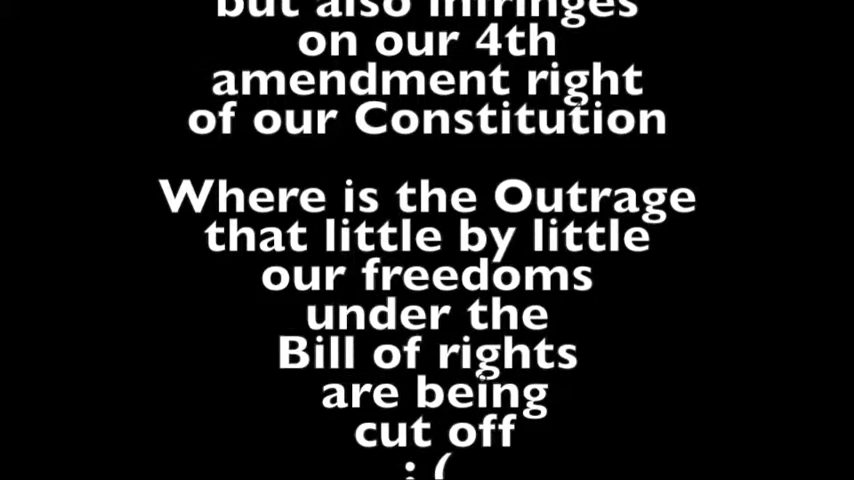 but also infringes
on our 4th
amendment right
of our Constitution
Where is the Outrage
that little by little
our freedoms
under the
Bill of rights
are being
cut off
: (